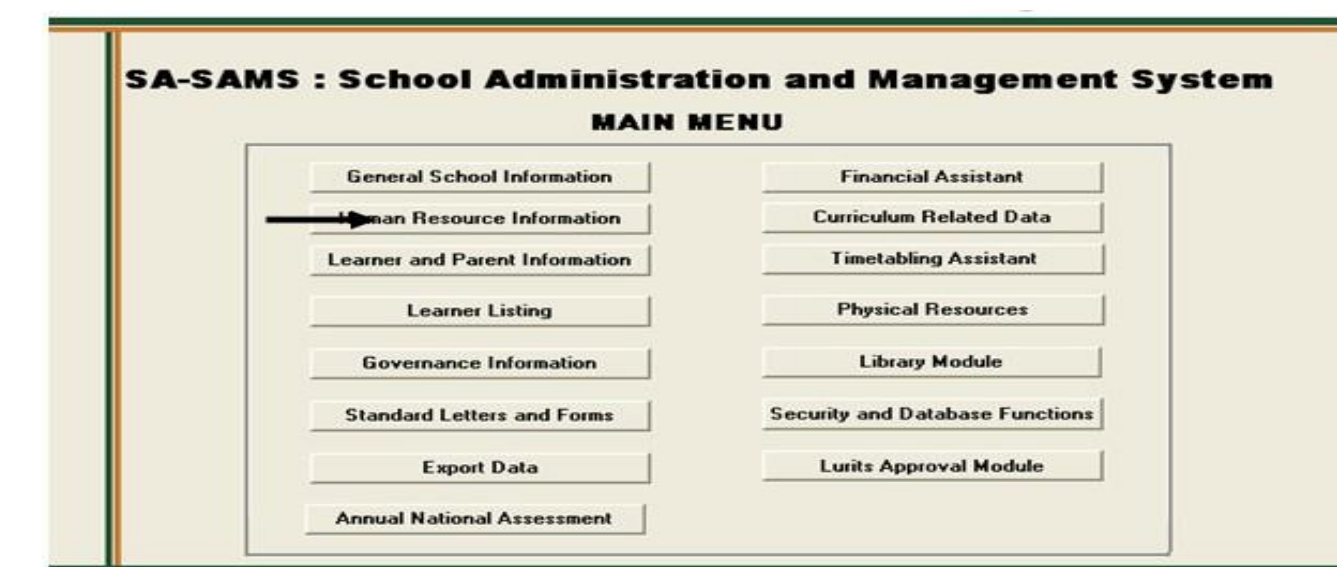 SA-SAMS : School Administration and Management System
MAIN MENU
General School Information
Resource Information
Learner and Parent Information
Learner Listing
Governance Information
Standard Letters and Forms
Export Data
Annual National Assessment
Financial Assistant
Curriculum Related Data
Timetabling Assistant
Physical Resources
Library Module
Security and Database Functions
Lurits Approval Module